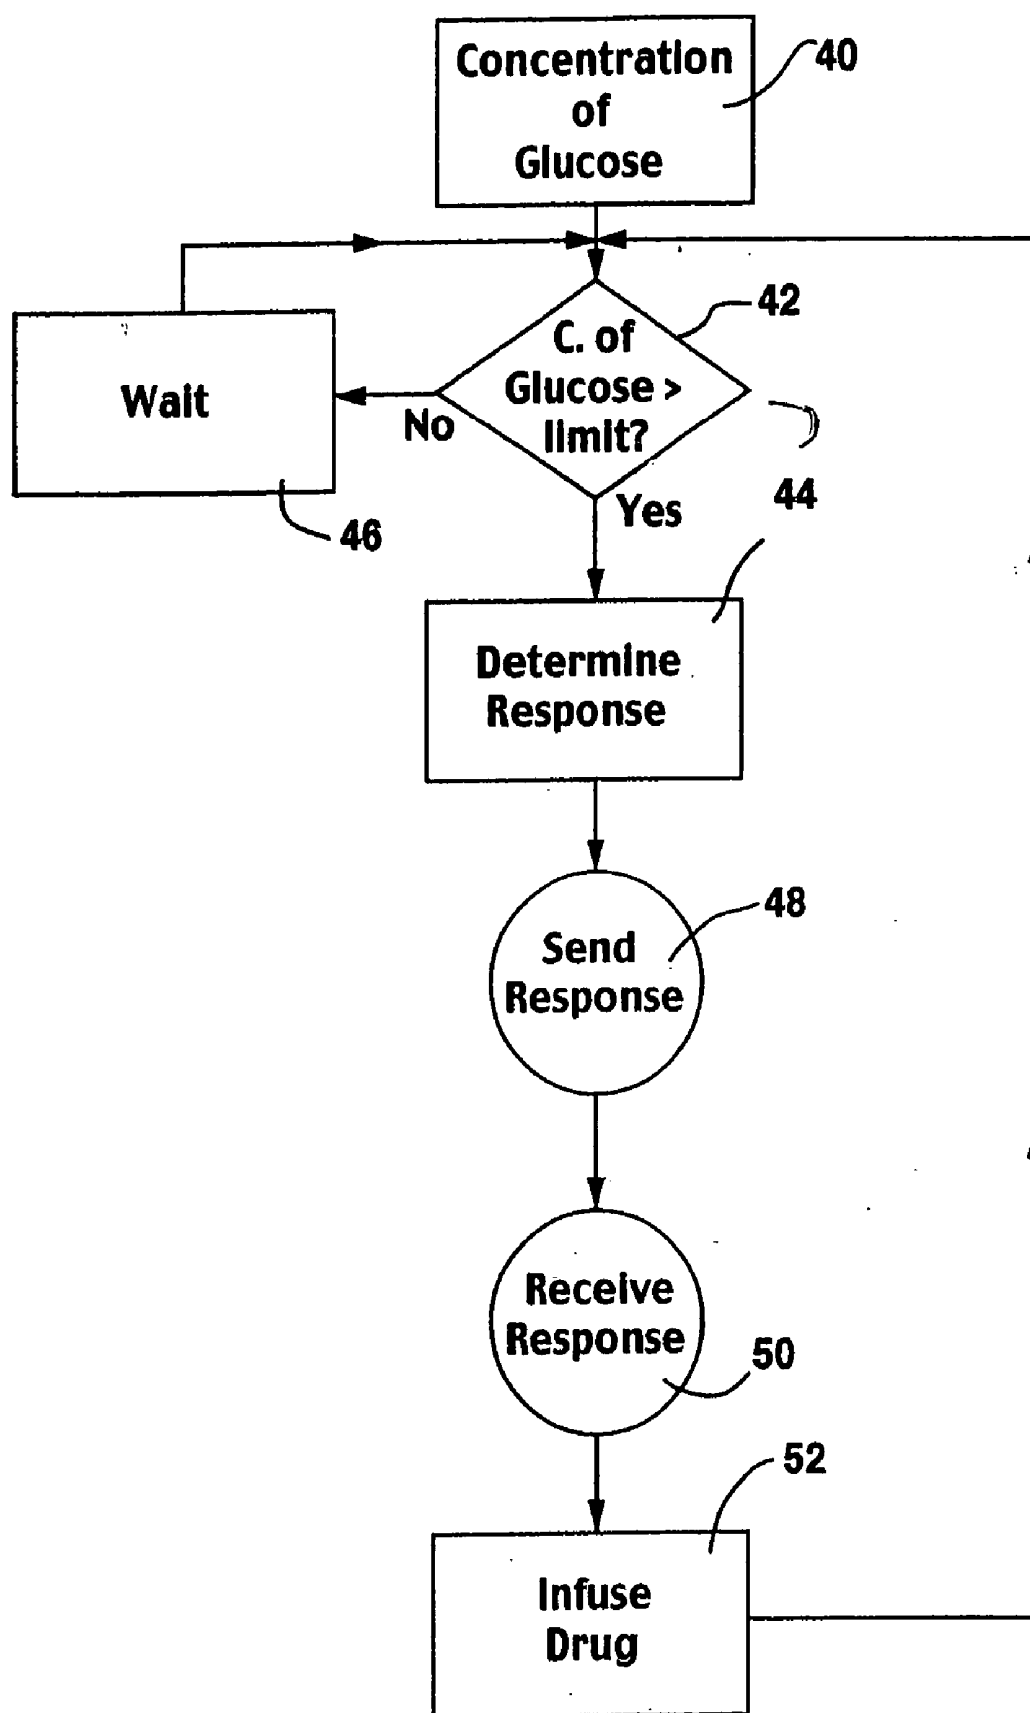 Concentration
of
Glucose
40
42
C. of
Glucose >
limit?
Wait
No
44
Yes
46
Determine
Response
48
Send
Response
Receive
Response
50
52
Infuse
Drug